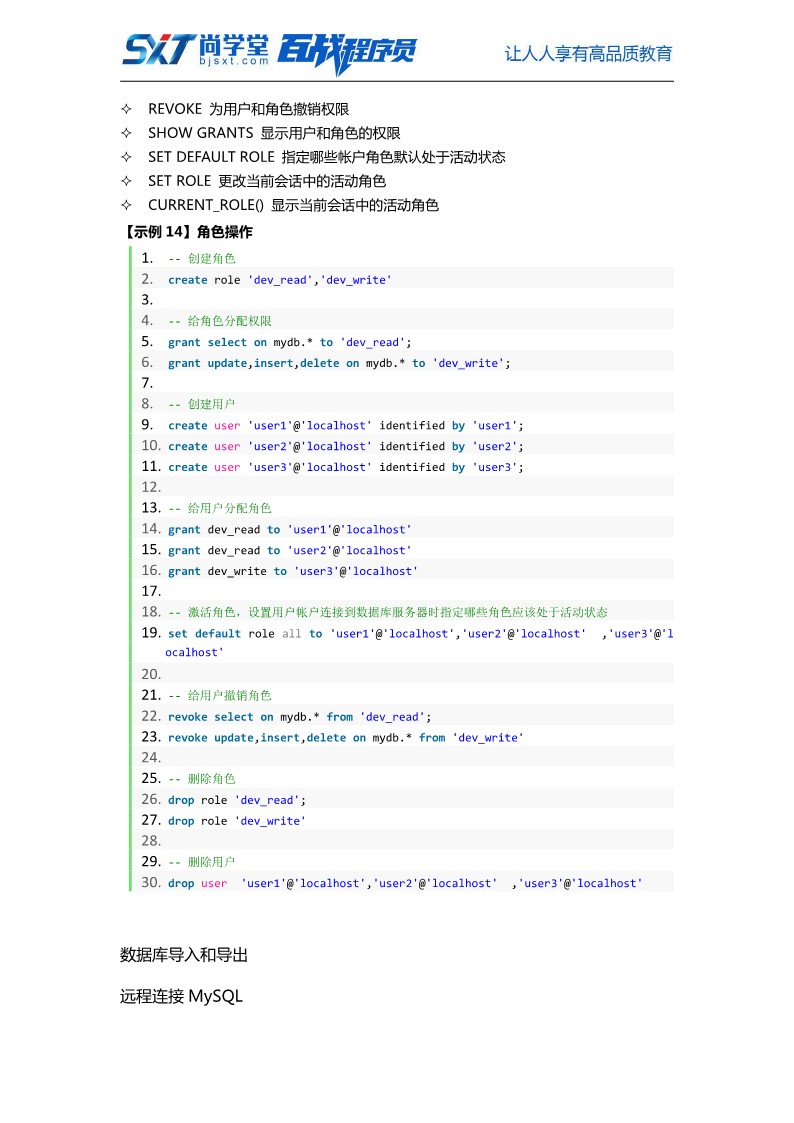 SXT 尚学堂 百战程序员 让人人享有高品质教育
bjsxt.com
✧ REVOKE 为用户和角色撤销权限
✧ SHOW GRANTS 显示用户和角色的权限
✧ SET DEFAULT ROLE 指定哪些帐户角色默认处于活动状态
✧ SET ROLE 更改当前会话中的活动角色
✧ CURRENT_ROLE() 显示当前会话中的活动角色
【示例 14】角色操作
1. -- 创建角色
2. create role 'dev_read','dev_write'
3.
4. -- 给角色分配权限
5. grant select on mydb.* to 'dev_read';
6. grant update,insert,delete on mydb.* to 'dev_write';
7.
8. -- 创建用户
9. create user 'user1'@'localhost' identified by 'user1';
10. create user 'user2'@'localhost' identified by 'user2';
11. create user 'user3'@'localhost' identified by 'user3';
12.
13. -- 给用户分配角色
14. grant dev_read to 'user1'@'localhost'
15. grant dev_read to 'user2'@'localhost'
16. grant dev_write to 'user3'@'localhost'
17.
18. -- 激活角色，设置用户帐户连接到数据库服务器时指定哪些角色应该处于活动状态
19. set default role all to 'user1'@'localhost','user2'@'localhost'  ,'user3'@'l
ocalhost'
20.
21. -- 给用户撤销角色
22. revoke select on mydb.* from 'dev_read';
23. revoke update,insert,delete on mydb.* from 'dev_write'
24.
25. -- 删除角色
26. drop role 'dev_read';
27. drop role 'dev_write'
28.
29. -- 删除用户
30. drop user  'user1'@'localhost','user2'@'localhost'  ,'user3'@'localhost'
数据库导入和导出
远程连接 MySQL